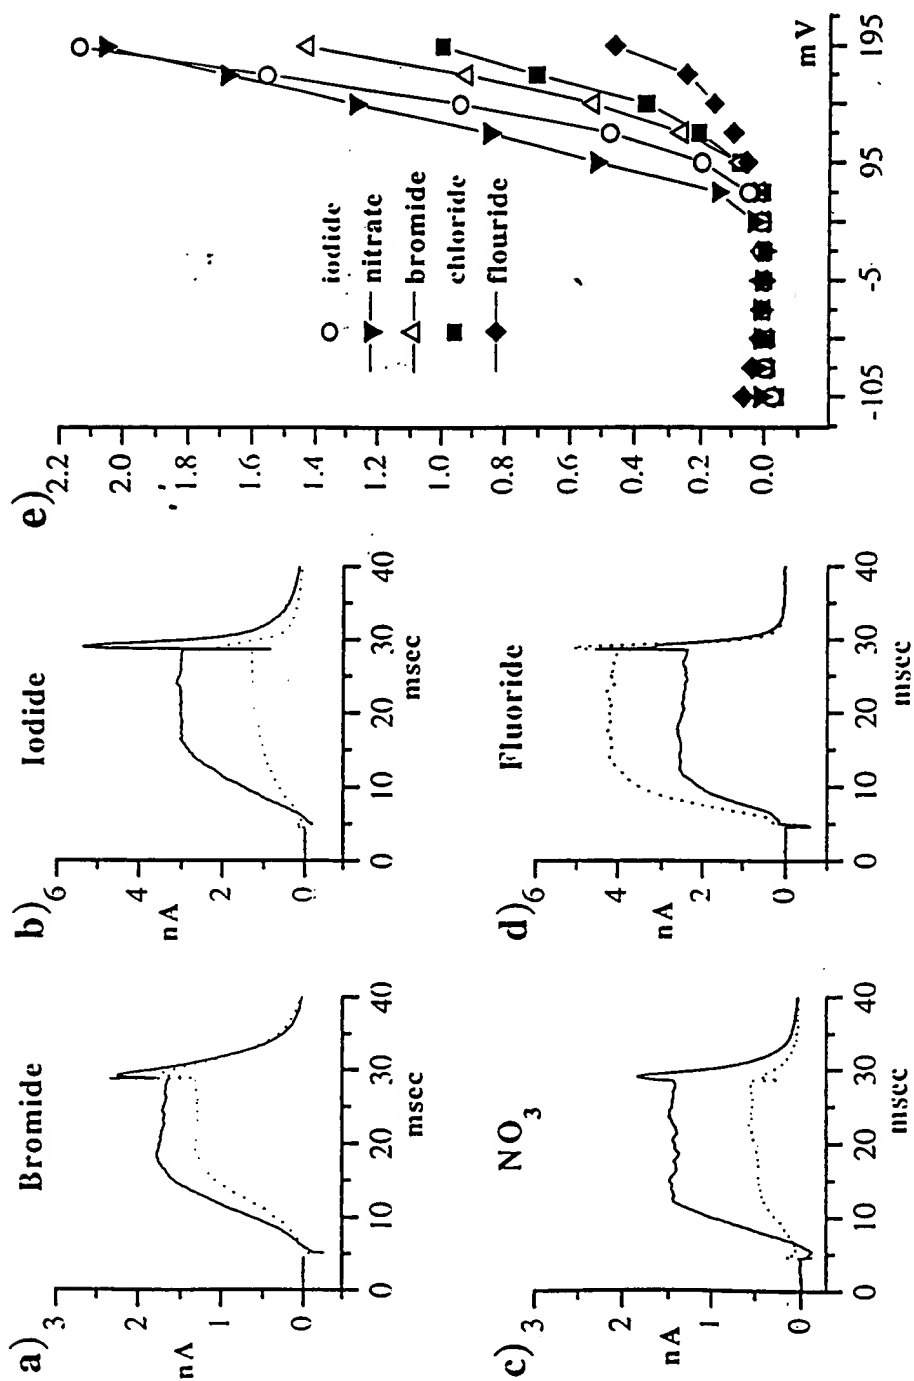 a)
Bromide
3
2
1
0
nA
0 10 20 30 40
msec
b)
Iodide
6
4
2
0
nA
0 10 20 30 40
msec
c)
NO3
3
2
1
0
nA
0 10 20 30 40
msec
d)
Fluoride
6
4
2
0
nA
0 10 20 30 40
msec
e)
2.2
2.0
1.8
1.6
1.4
1.2
1.0
0.8
0.6
0.4
0.2
0.0
iodide
nitrate
bromide
chloride
flouride
-105 -5 95 195
mV